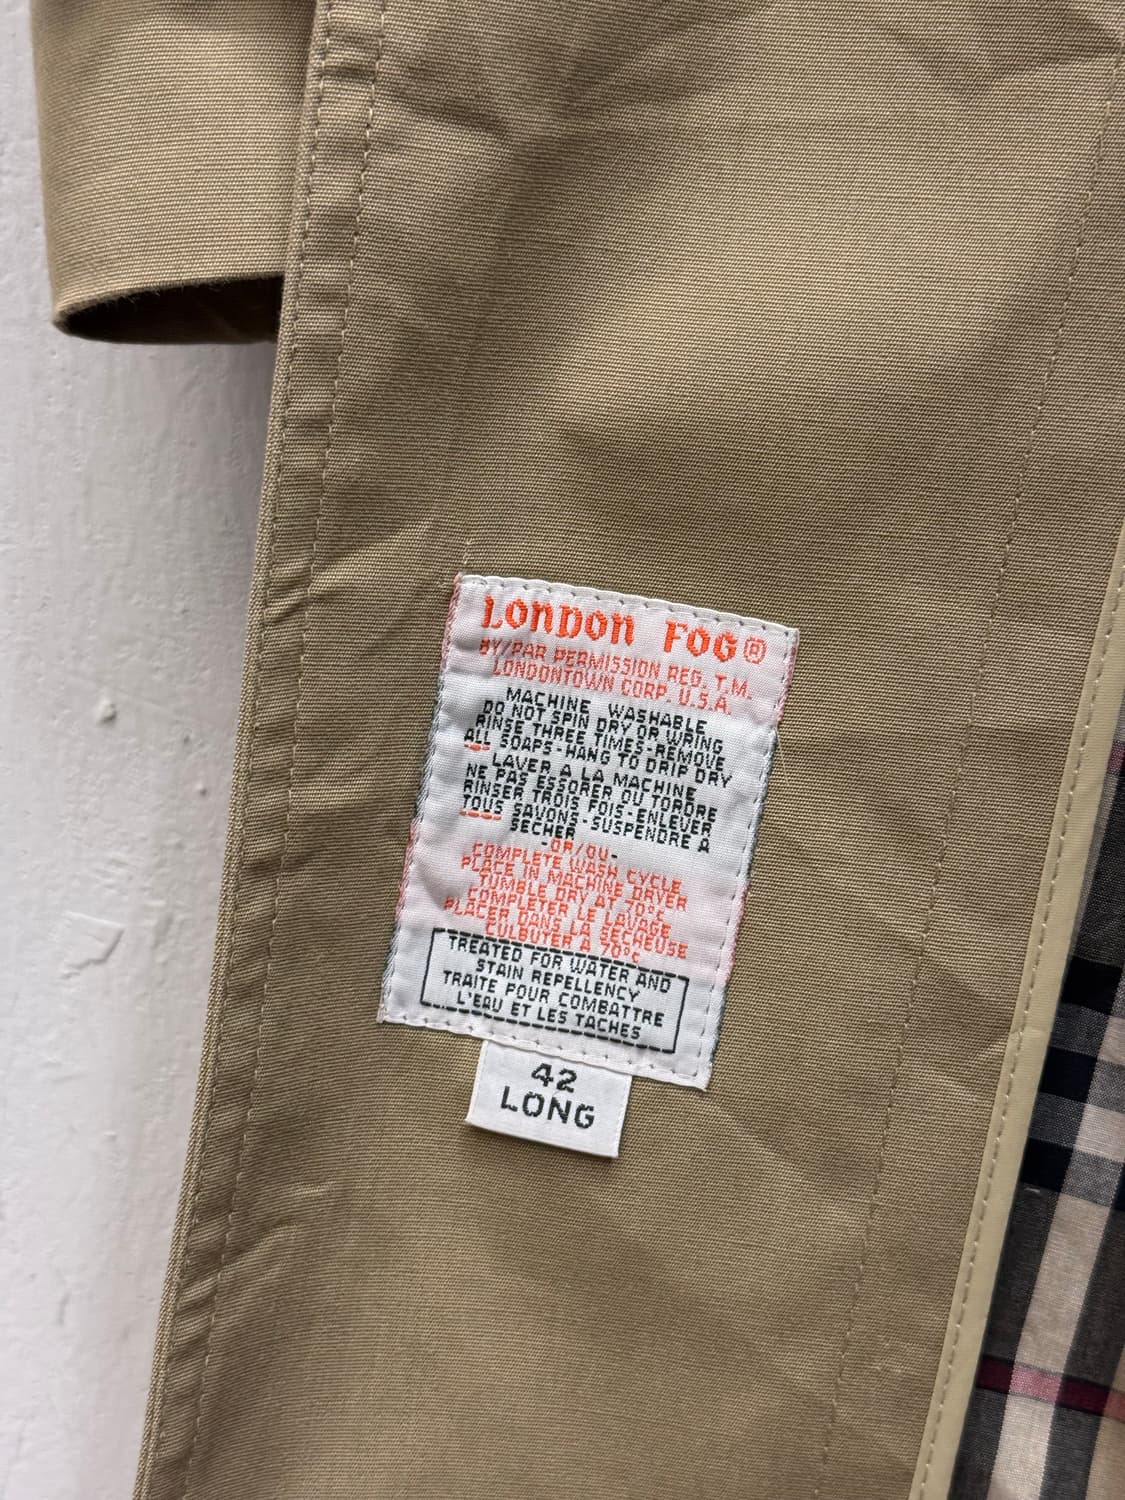 LONDON FOG®
BY/PAR PERMISSION REG. T.M.
LONDONTOWN CORP. U.S.A.
MACHINE WASHABLE
DO NOT SPIN DRY OR WRING
RINSE THREE TIMES-REMOVE
ALL SOAPS-HANG TO DRIP DRY
LAVER A LA MACHINE
NE PAS ESSORER OU TORDRE
RINSER TROIS FOIS-ENLEVER
TOUS SAVONS-SUSPENDRE A
SECHER
-OR/OU-
COMPLETE WASH CYCLE
PLACE IN MACHINE DRYER
TUMBLE DRY AT 70°C
COMPLETER LE LAVAGE
PLACER DANS LA SECHEUSE
CULBUTER A 70°C
TREATED FOR WATER AND
STAIN REPELLENCY
TRAITE POUR COMBATTRE
L'EAU ET LES TACHES
42
LONG